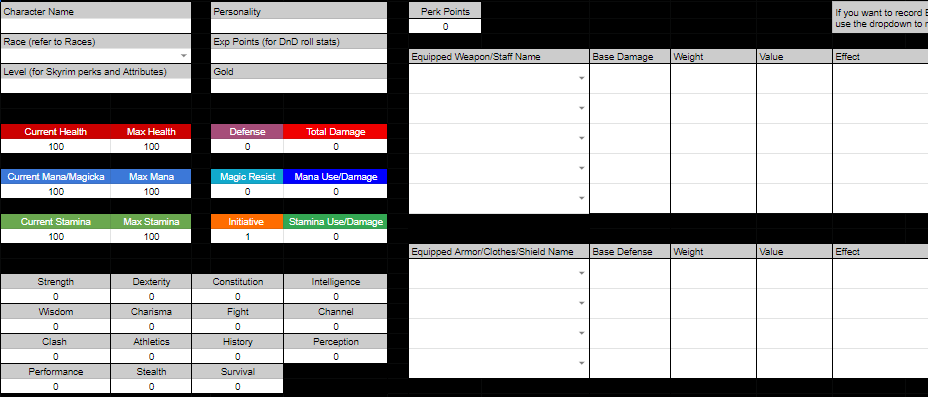 Character Name
Personality
Perk Points
0
If you want to record
use the dropdown to
Race (refer to Races)
Exp Points (for DnD roll stats)
Level (for Skyrim perks and Attributes)
Gold
Equipped Weapon/Staff Name Base Damage Weight Value Effect
Current Health Max Health Defense Total Damage
100 100 0 0
Current Mana/Magicka Max Mana Magic Resist Mana Use/Damage
100 100 0 0
Current Stamina Max Stamina Initiative Stamina Use/Damage
100 100 1 0
Equipped Armor/Clothes/Shield Name Base Defense Weight Value Effect
Strength Dexterity Constitution Intelligence
0 0 0 0
Wisdom Charisma Fight Channel
0 0 0 0
Clash Athletics History Perception
0 0 0 0
Performance Stealth Survival
0 0 0